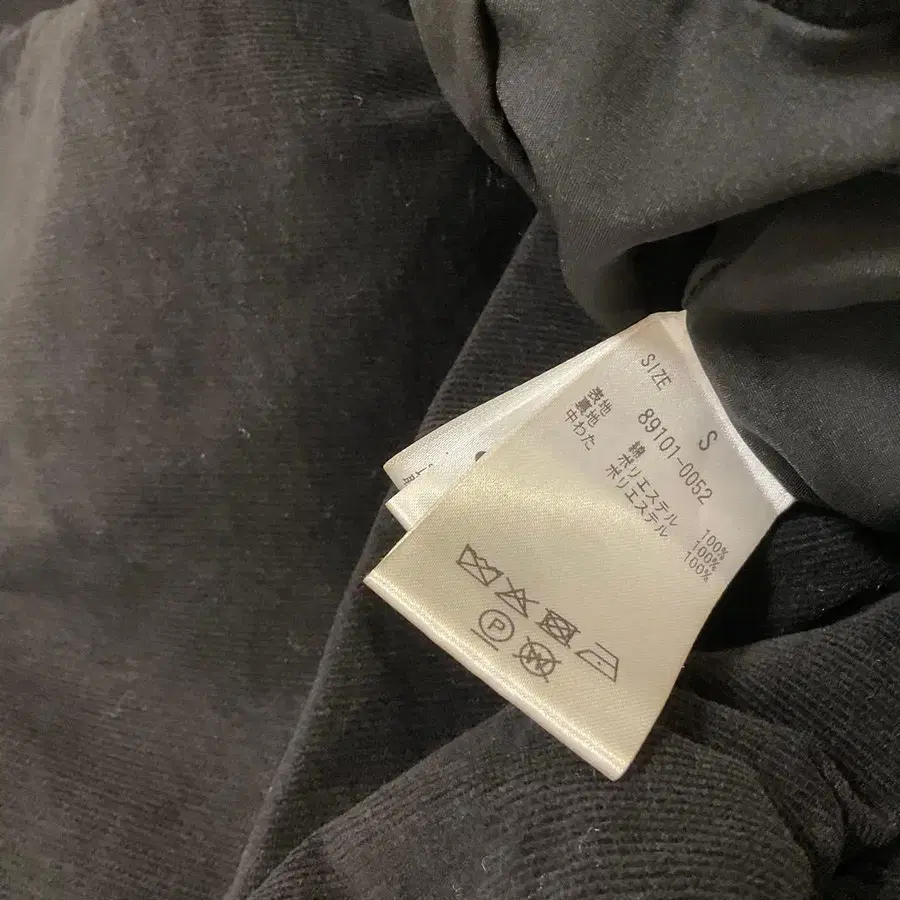 SIZE S
89101-0052
表地 綿 100%
裏地 ポリエステル 100%
中わた ポリエステル 100%
P
W